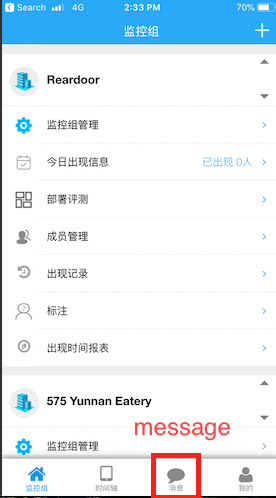 Search 4G 2:33 PM 70%
监控组
Reardoor
监控组管理
今日出现信息 已出现 0人
部署评测
成员管理
出现记录
标注
出现时间报表
575 Yunnan Eatery
message
监控组管理
监控组 时间轴 消息 我的